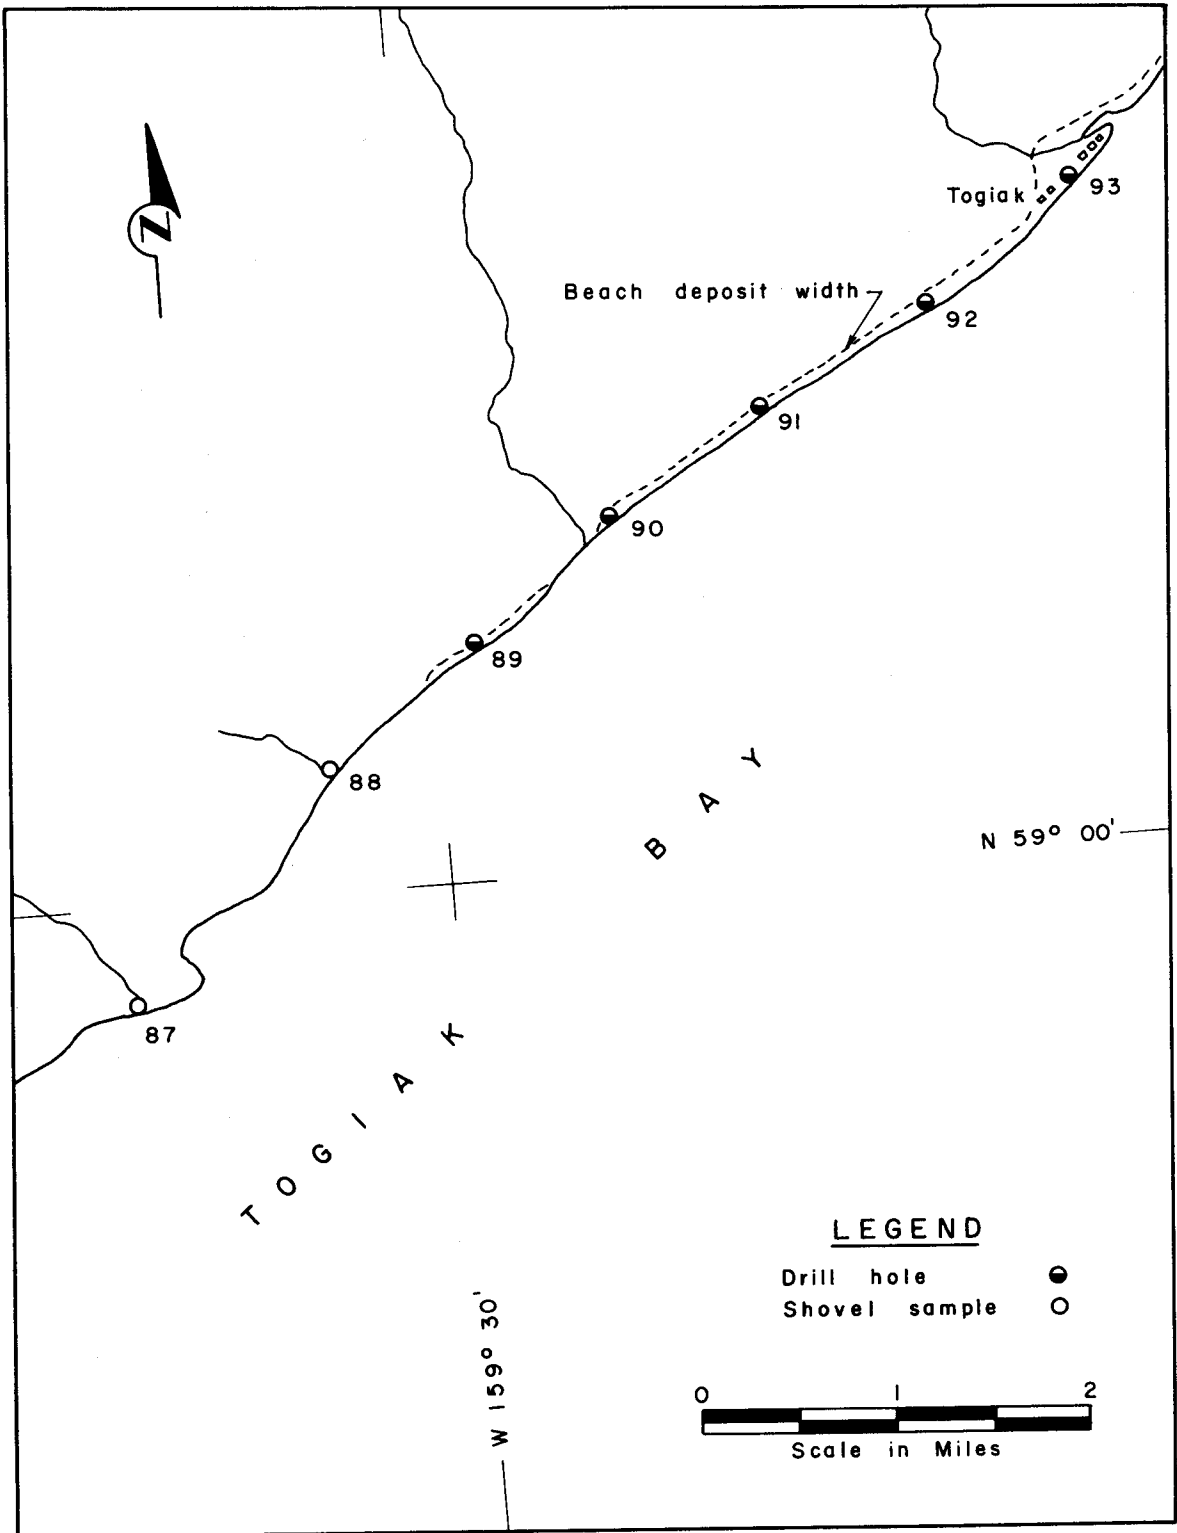 N
Togiak
93
Beach deposit width
92
91
90
89
88
BAY
N 59° 00'
87
TOGIAK
LEGEND
Drill hole
Shovel sample
W 159° 30'
0 1 2
Scale in Miles